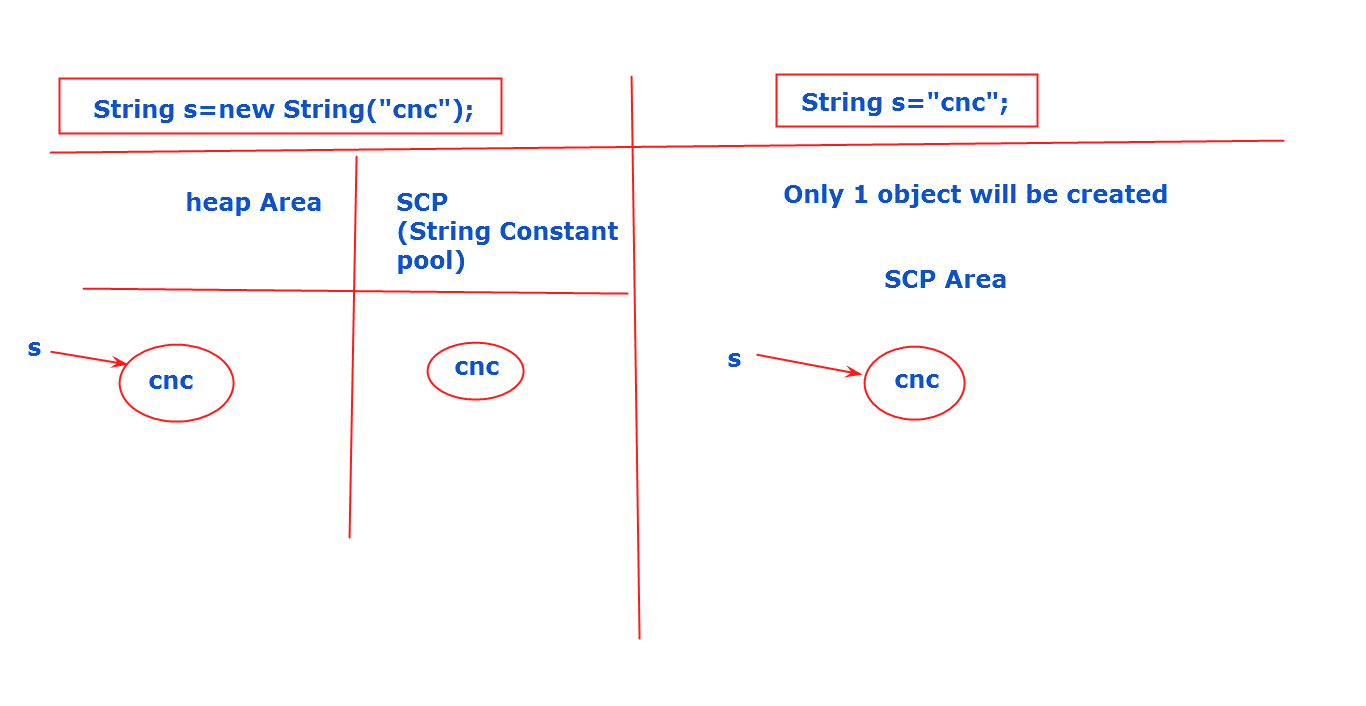 String s=new String("cnc");
String s="cnc";
heap Area
SCP
(String Constant
pool)
Only 1 object will be created
SCP Area
s
cnc
cnc
s
cnc